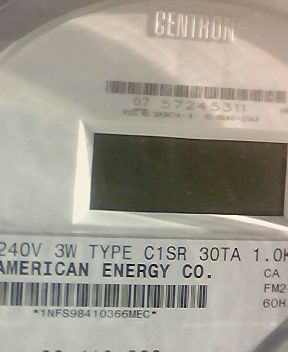 CENTRON
07 57245311
240V 3W TYPE C1SR 30TA 1.0K
AMERICAN ENERGY CO.
CA
FM2
60H
*1NFS98410366MEC*